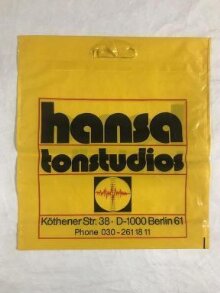 hansa
tonstudios
Köthener Str. 38 · D-1000 Berlin 61
Phone 030-261 18 11